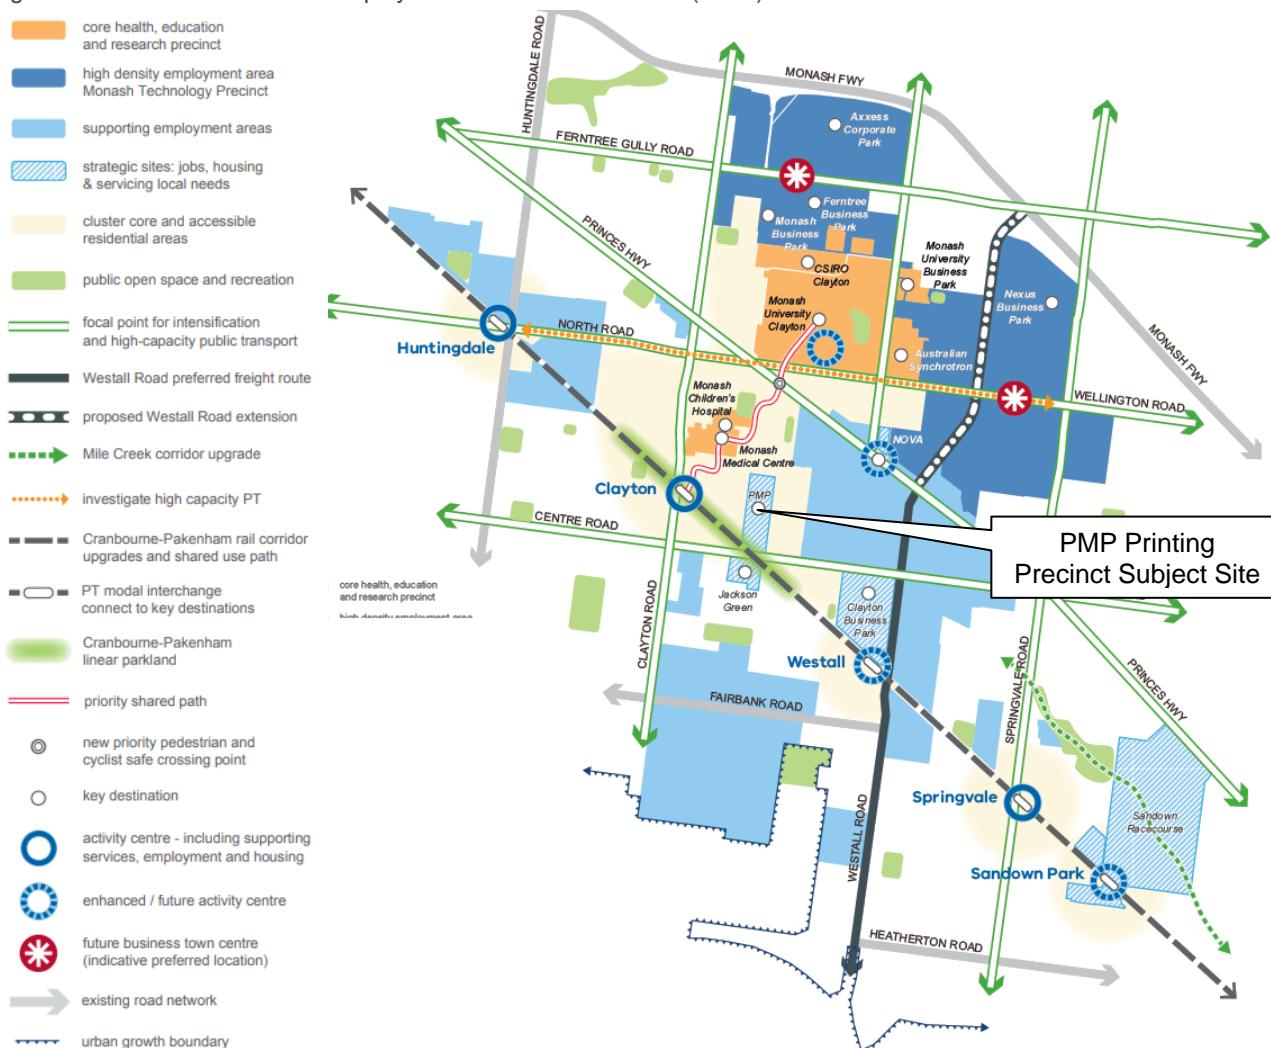 core health, education
and research precinct
high density employment area
Monash Technology Precinct
supporting employment areas
strategic sites: jobs, housing
& servicing local needs
cluster core and accessible
residential areas
public open space and recreation
focal point for intensification
and high-capacity public transport
Westall Road preferred freight route
proposed Westall Road extension
Mile Creek corridor upgrade
investigate high capacity PT
Cranbourne-Pakenham rail corridor
upgrades and shared use path
PT modal interchange
connect to key destinations
Cranbourne-Pakenham
linear parkland
priority shared path
new priority pedestrian and
cyclist safe crossing point
key destination
activity centre - including supporting
services, employment and housing
enhanced / future activity centre
future business town centre
(indicative preferred location)
existing road network
urban growth boundary
core health, education
and research precinct
high density employment area
HUNTINGDALE ROAD
MONASH FWY
FERNTREE GULLY ROAD
Axxess
Corporate
Park
PRINCES HWY
Ferntree
Business
Park
Monash
Business
Park
CSIRO
Clayton
Monash
University
Business
Park
Monash
University
Clayton
Nexus
Business
Park
NORTH ROAD
Huntingdale
Australian
Synchrotron
MONASH FWY
WELLINGTON ROAD
Monash
Children's
Hospital
Monash
Medical Centre
NOVA
Clayton
PMP
CENTRE ROAD
PMP Printing
Precinct Subject Site
Jackson
Green
Clayton
Business
Park
CLAYTON ROAD
Westall
FAIRBANK ROAD
SPRINGVALE ROAD
PRINCES HWY
Springvale
WESTALL ROAD
Sandown
Racecourse
Sandown Park
HEATHERTON ROAD